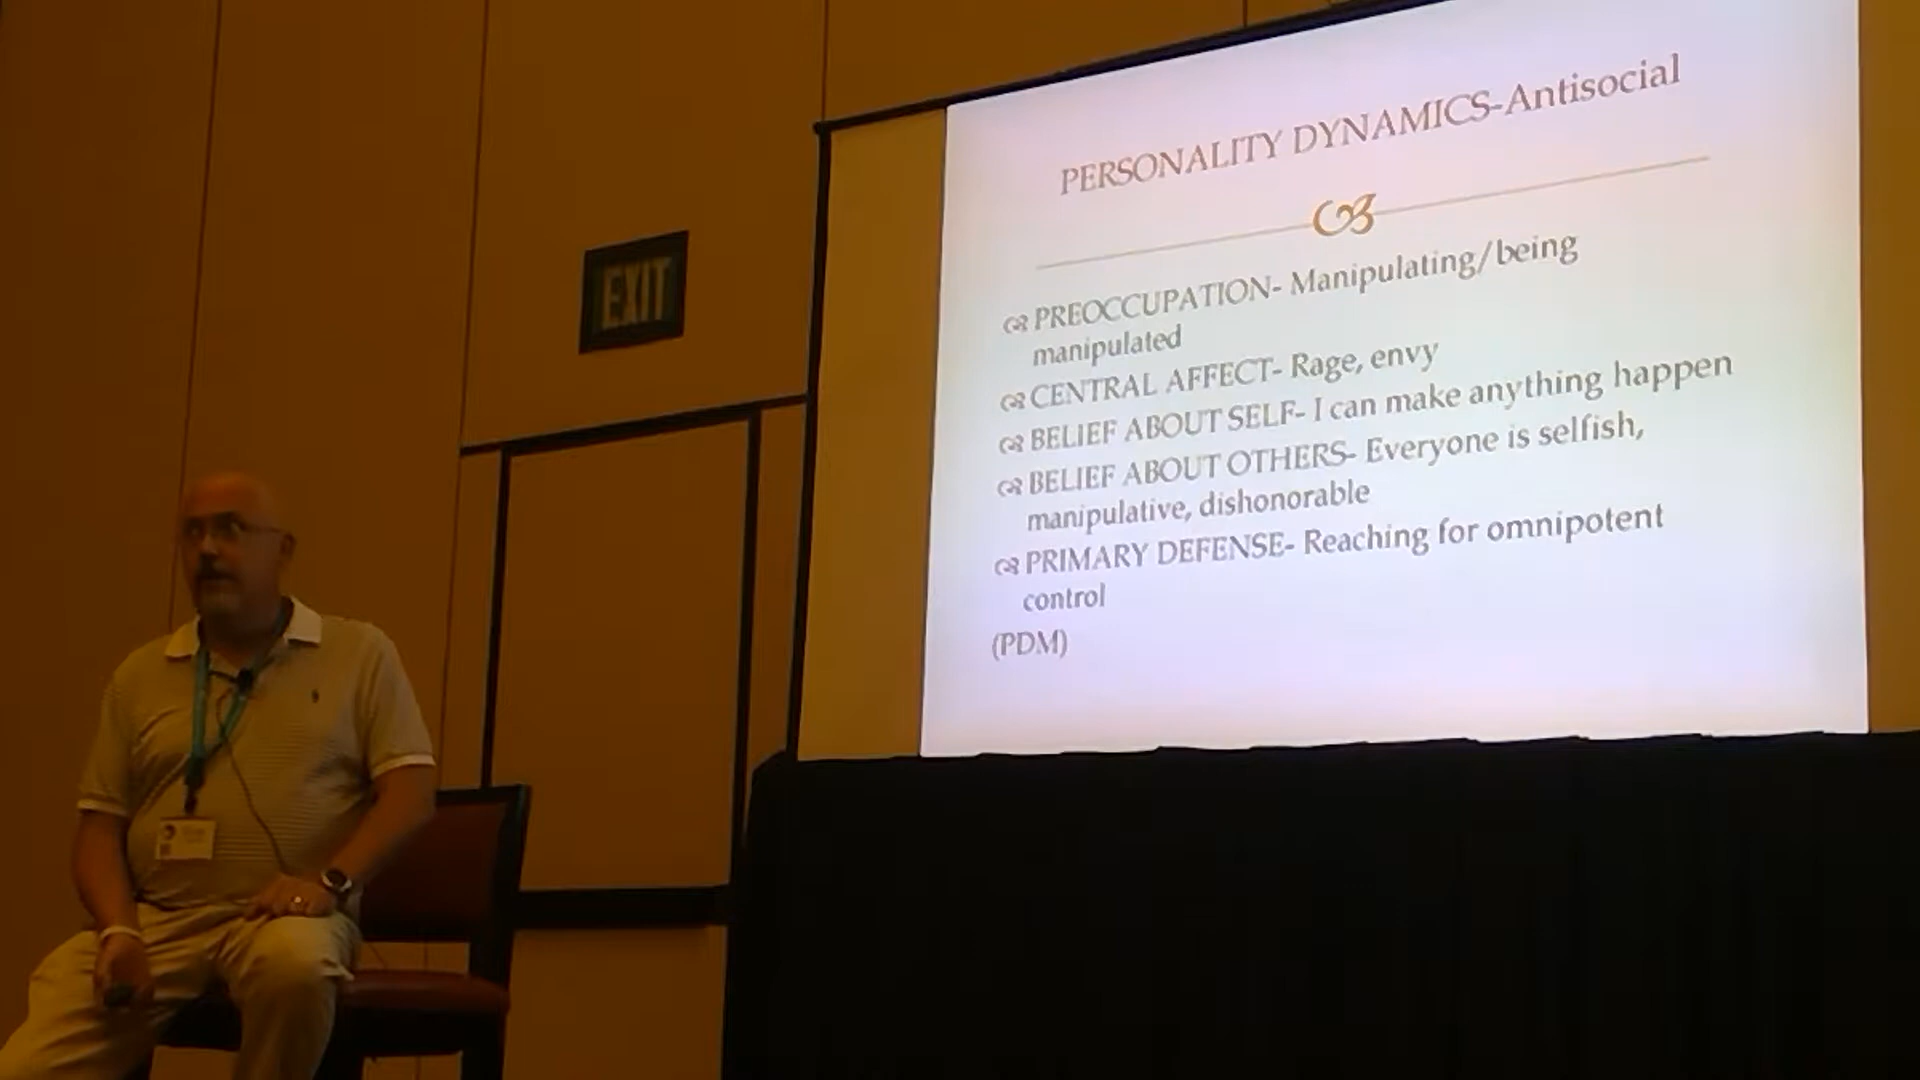 PERSONALITY DYNAMICS-Antisocial
PREOCCUPATION- Manipulating/being
manipulated
CENTRAL AFFECT- Rage, envy
BELIEF ABOUT SELF- I can make anything happen
BELIEF ABOUT OTHERS- Everyone is selfish,
manipulative, dishonorable
PRIMARY DEFENSE- Reaching for omnipotent
control
(PDM)
EXIT